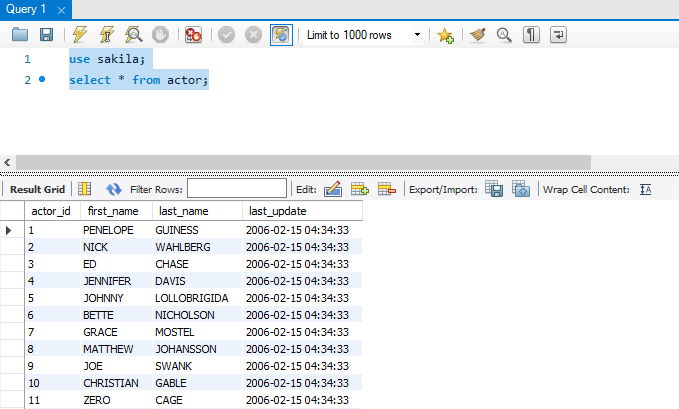 Query 1
Limit to 1000 rows
1 use sakila;
2 select * from actor;
Result Grid Filter Rows: Edit: Export/Import: Wrap Cell Content:
actor_id first_name last_name last_update
1 PENELOPE GUINESS 2006-02-15 04:34:33
2 NICK WAHLBERG 2006-02-15 04:34:33
3 ED CHASE 2006-02-15 04:34:33
4 JENNIFER DAVIS 2006-02-15 04:34:33
5 JOHNNY LOLLOBRIGIDA 2006-02-15 04:34:33
6 BETTE NICHOLSON 2006-02-15 04:34:33
7 GRACE MOSTEL 2006-02-15 04:34:33
8 MATTHEW JOHANSSON 2006-02-15 04:34:33
9 JOE SWANK 2006-02-15 04:34:33
10 CHRISTIAN GABLE 2006-02-15 04:34:33
11 ZERO CAGE 2006-02-15 04:34:33